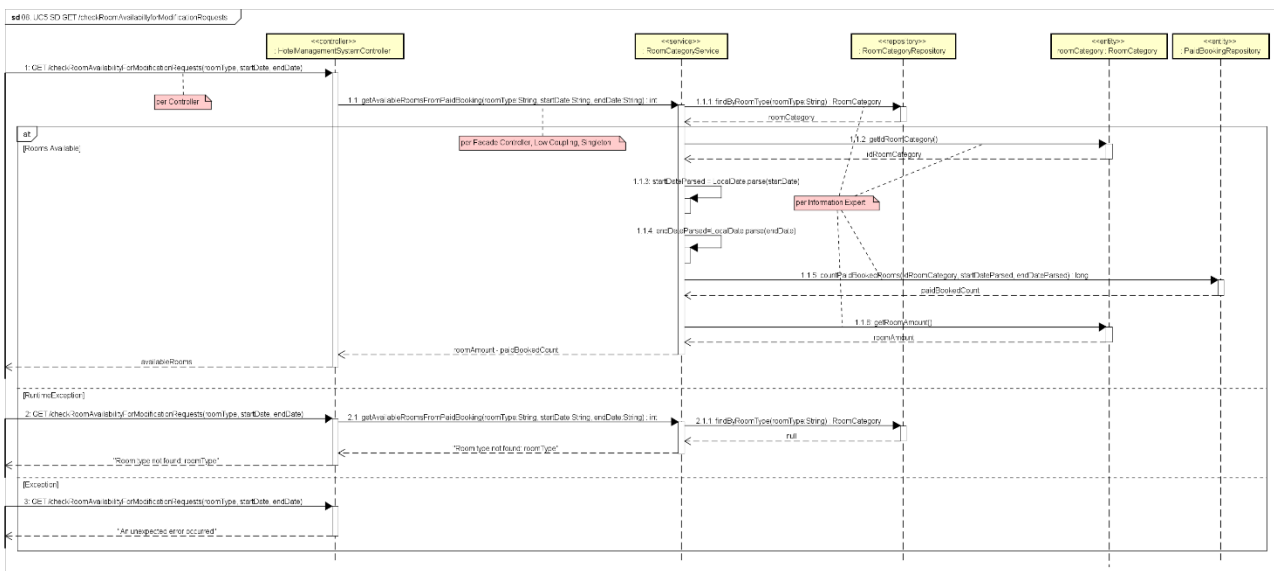 sd 08. UC5 SD GET /checkRoomAvailabilityforModificationRequests
<<controller>>
: HotelManagementSystemController
<<service>>
: RoomCategoryService
<<repository>>
: RoomCategoryRepository
<<entity>>
roomCategory : RoomCategory
<<entity>>
: PaidBookingRepository
1: GET /checkRoomAvailabilityForModificationRequests(roomType, startDate, endDate)
per Controller
1.1: getAvailableRoomsFromPaidBooking(roomType:String, startDate:String, endDate:String) : int
1.1.1: findByRoomType(roomType:String) : RoomCategory
roomCategory
alt
[Rooms Available]
per Facade Controller, Low Coupling, Singleton
1.1.2: getIdRoomCategory()
idRoomCategory
1.1.3: startDateParsed = LocalDate.parse(startDate)
per Information Expert
1.1.4: endDateParsed=LocalDate.parse(endDate)
1.1.5: countPaidBookedRooms(idRoomCategory, startDateParsed, endDateParsed) : long
paidBookedCount
1.1.6: getRoomAmount()
roomAmount
roomAmount - paidBookedCount
availableRooms
[RuntimeException]
2: GET /checkRoomAvailabilityForModificationRequests(roomType, startDate, endDate)
2.1: getAvailableRoomsFromPaidBooking(roomType:String, startDate:String, endDate:String) : int
2.1.1: findByRoomType(roomType:String) : RoomCategory
null
"Room type not found: roomType"
"Room type not found: roomType"
[Exception]
3: GET /checkRoomAvailabilityForModificationRequests(roomType, startDate, endDate)
"An unexpected error occurred"